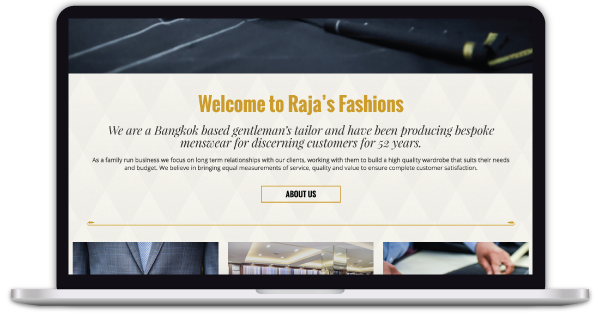 Welcome to Raja's Fashions
We are a Bangkok based gentleman's tailor and have been producing bespoke
menswear for discerning customers for 52 years.
As a family run business we focus on long term relationships with our clients, working with them to build a high quality wardrobe that suits their needs
and budget. We believe in bringing equal measurements of service, quality and value to ensure complete customer satisfaction.
ABOUT US